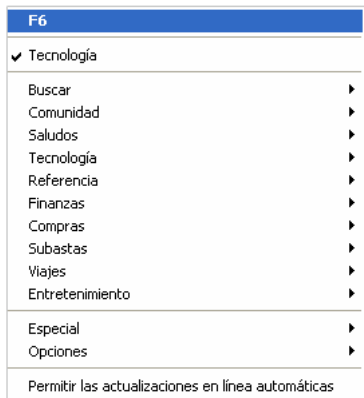 F6
Tecnología
Buscar
Comunidad
Saludos
Tecnología
Referencia
Finanzas
Compras
Subastas
Viajes
Entretenimiento
Especial
Opciones
Permitir las actualizaciones en línea automáticas